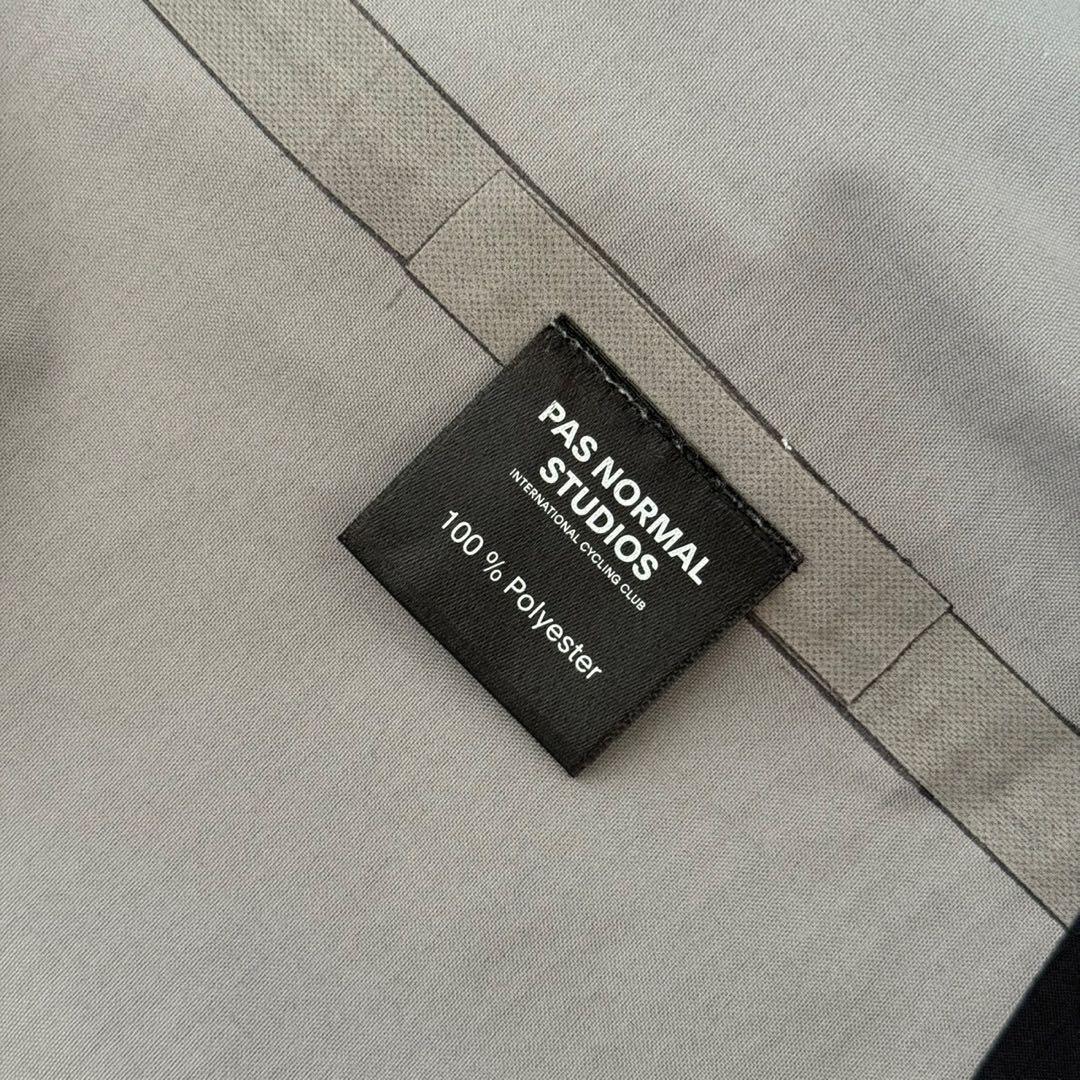 PAS NORMAL
STUDIOS
INTERNATIONAL CYCLING CLUB
100 % Polyester